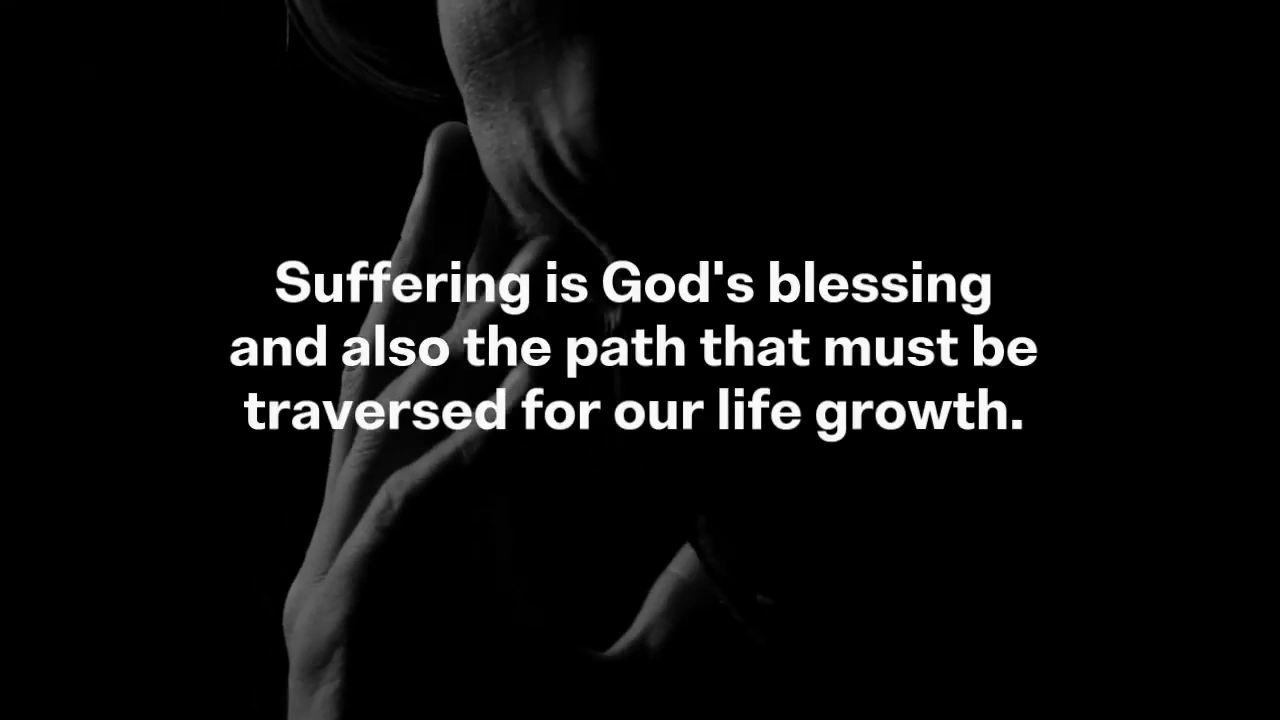 Suffering is God's blessing
and also the path that must be
traversed for our life growth.